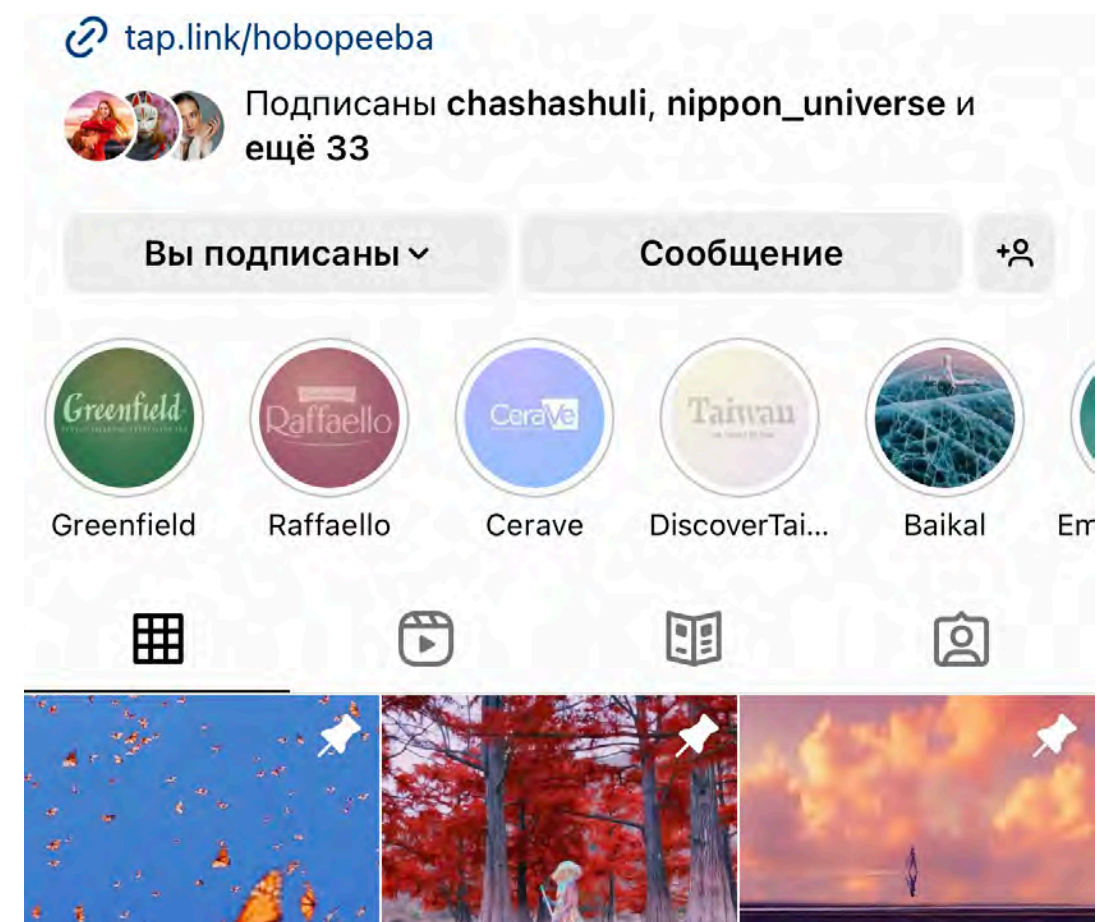 tap.link/hobopeeba
Подписаны chashashuli, nippon_universe и
ещё 33
Вы подписаны
Сообщение
Greenfield
Raffaello
CeraVe
Taiwan
Greenfield
Raffaello
Cerave
DiscoverTai...
Baikal
Em